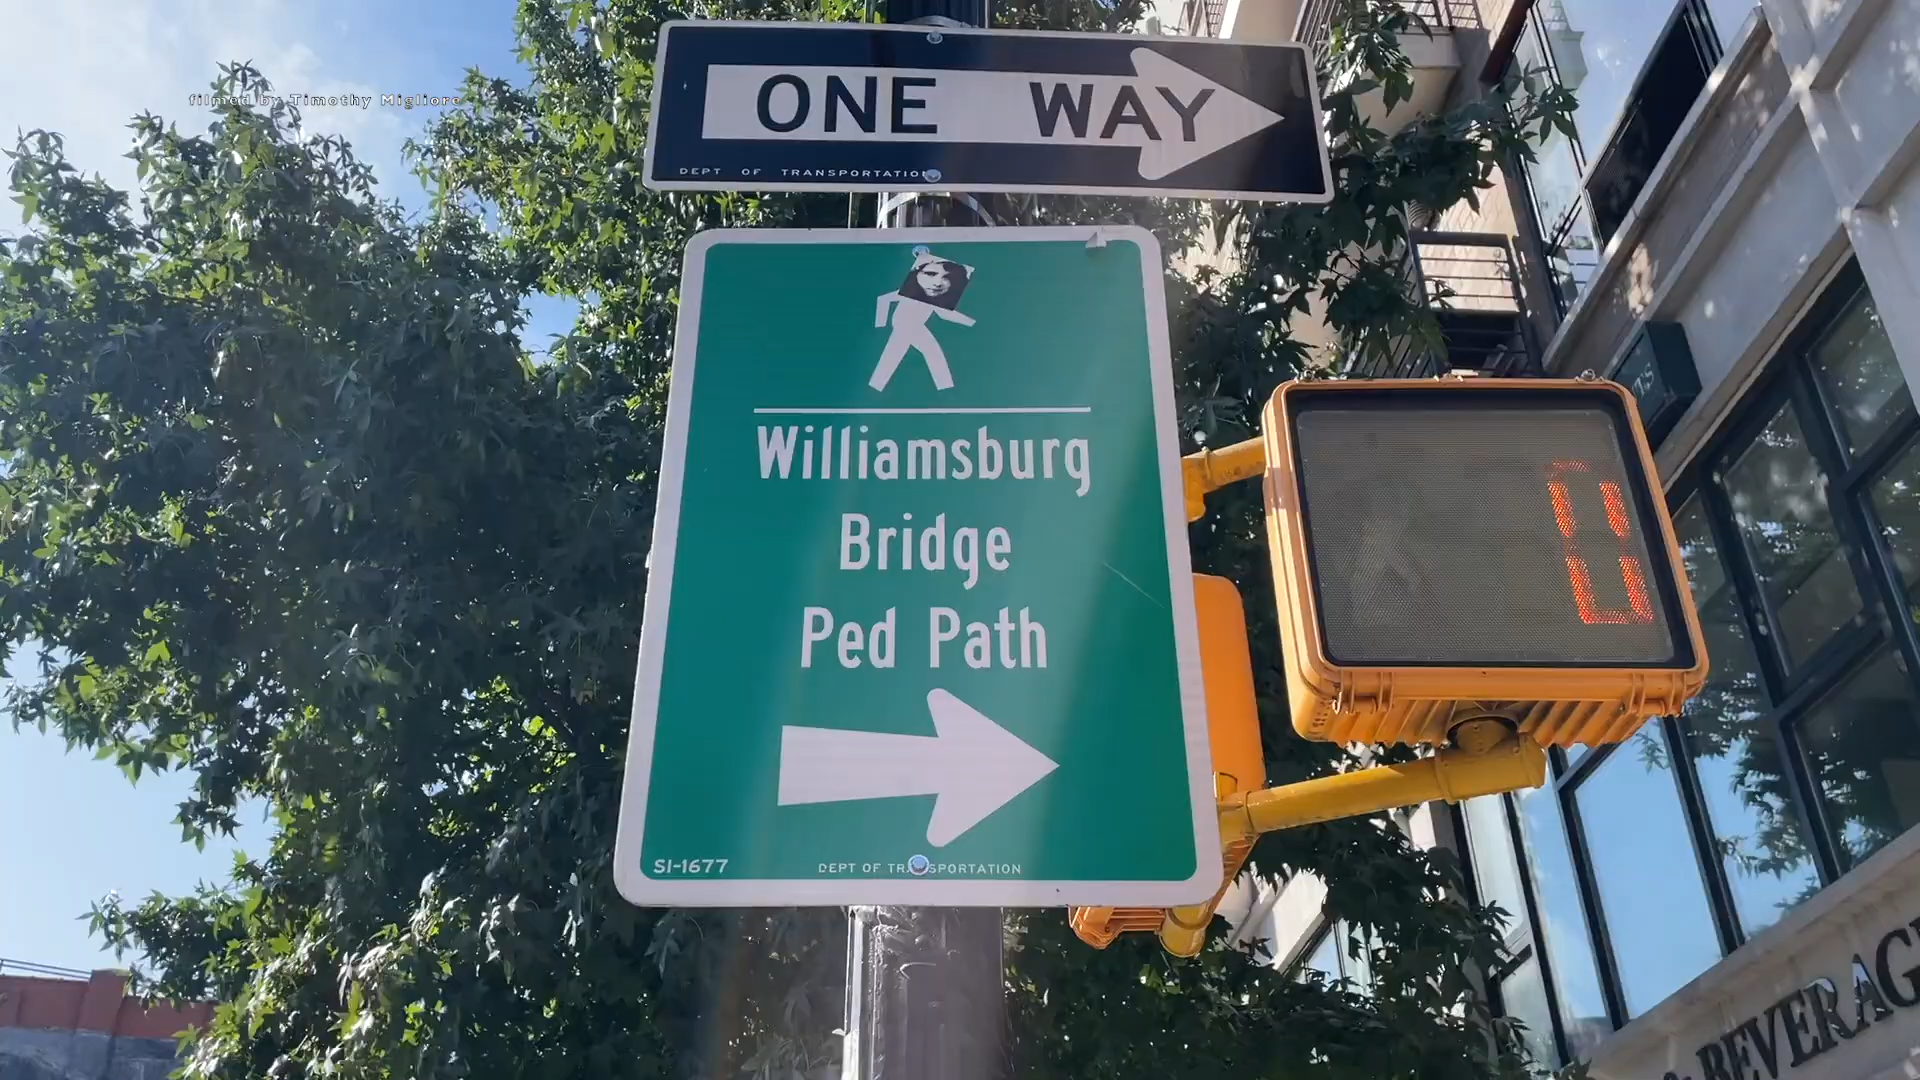 filmed by Timothy Migliore
ONE WAY
DEPT OF TRANSPORTATION
Williamsburg
Bridge
Ped Path
SI-1677
DEPT OF TRANSPORTATION
0
BEVERAG